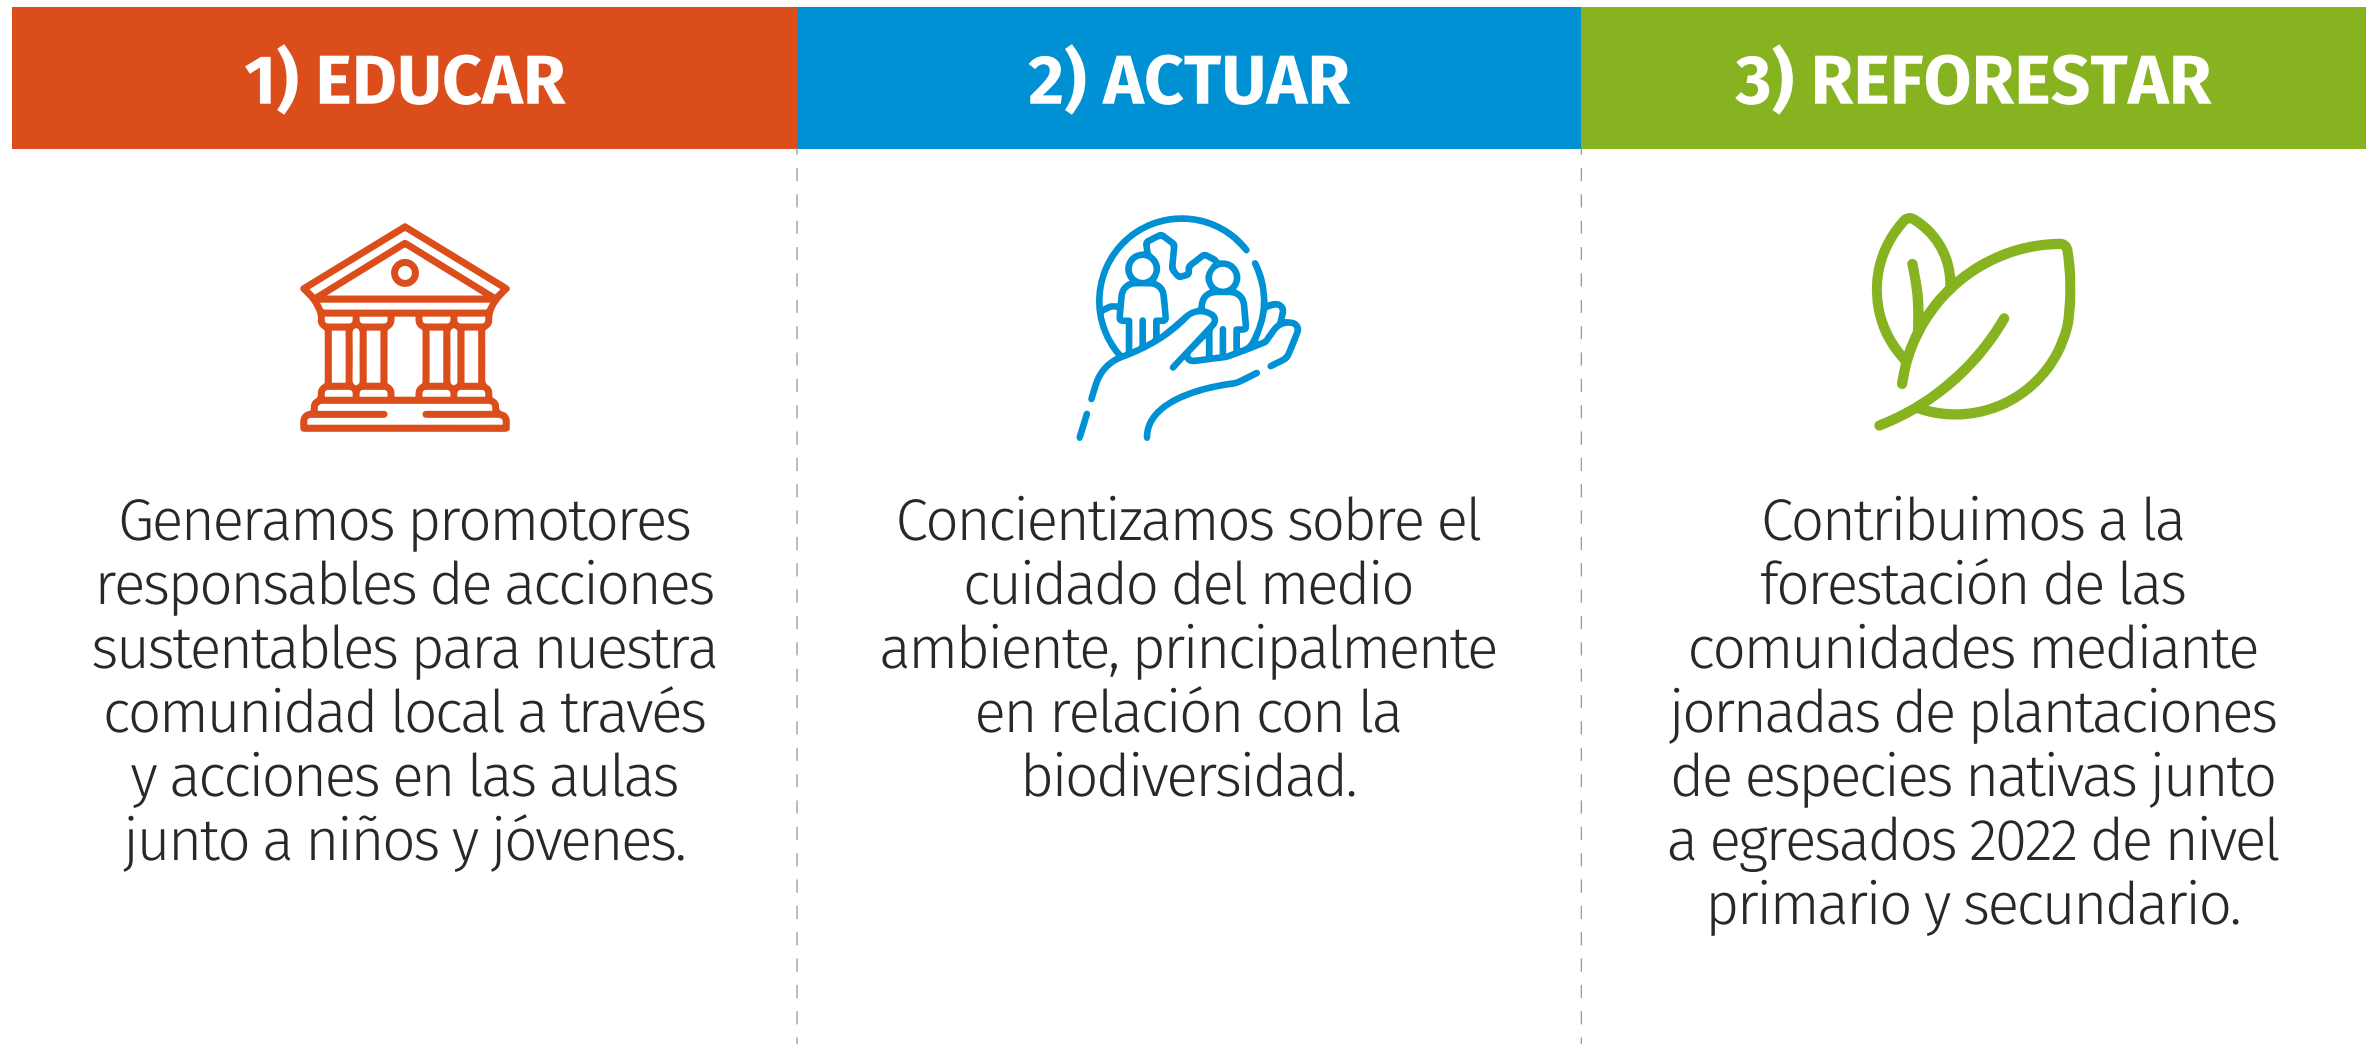 1) EDUCAR
Generamos promotores
responsables de acciones
sustentables para nuestra
comunidad local a través
y acciones en las aulas
junto a niños y jóvenes.
2) ACTUAR
Concientizamos sobre el
cuidado del medio
ambiente, principalmente
en relación con la
biodiversidad.
3) REFORESTAR
Contribuimos a la
forestación de las
comunidades mediante
jornadas de plantaciones
de especies nativas junto
a egresados 2022 de nivel
primario y secundario.